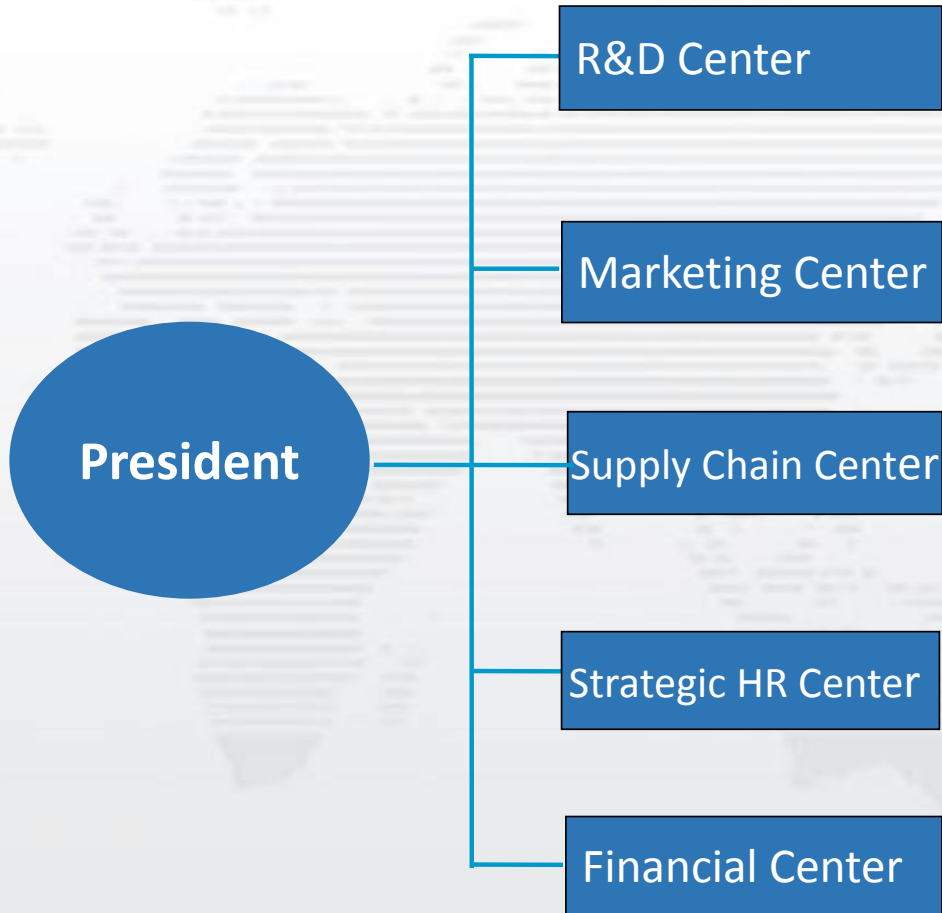 R&D Center
Marketing Center
President
Supply Chain Center
Strategic HR Center
Financial Center